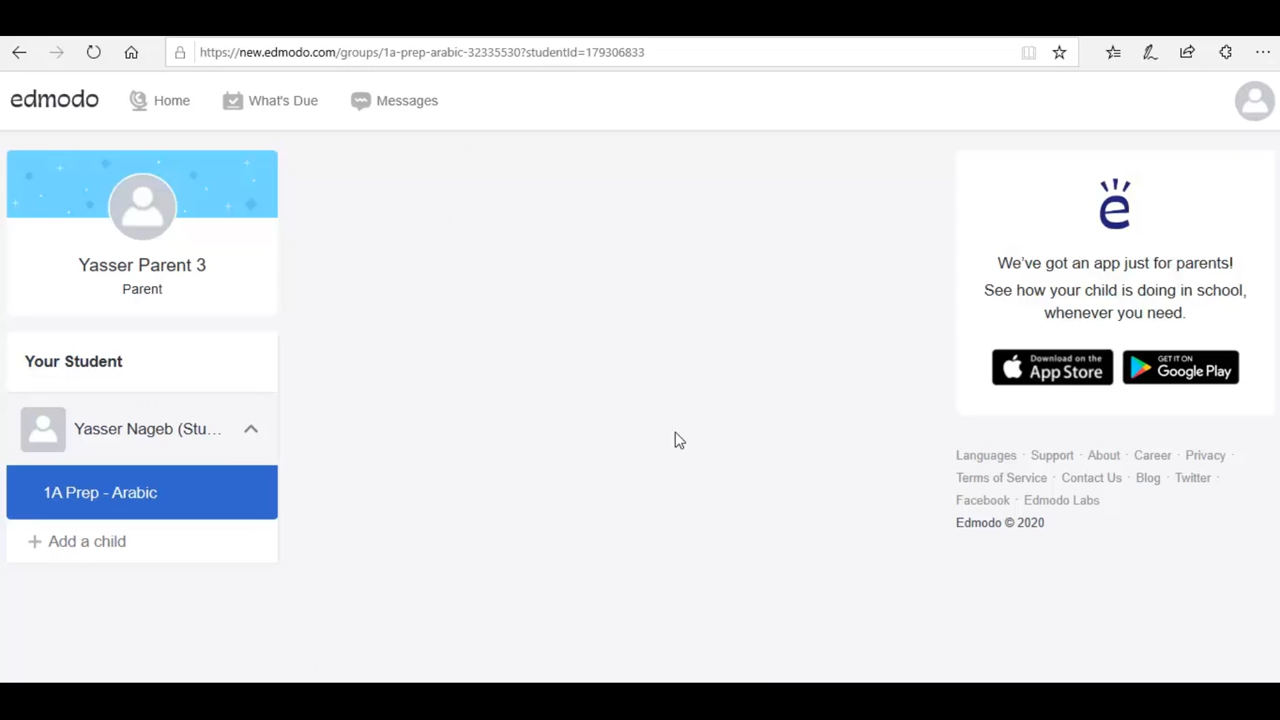 https://new.edmodo.com/groups/1a-prep-arabic-32335530?studentId=179306833
edmodo
Home
What's Due
Messages
Yasser Parent 3
Parent
Your Student
Yasser Nageb (Stu...
1A Prep - Arabic
+ Add a child
e
We've got an app just for parents!
See how your child is doing in school,
whenever you need.
Download on the
App Store
GET IT ON
Google Play
Languages · Support · About · Career · Privacy ·
Terms of Service · Contact Us · Blog · Twitter ·
Facebook · Edmodo Labs
Edmodo © 2020